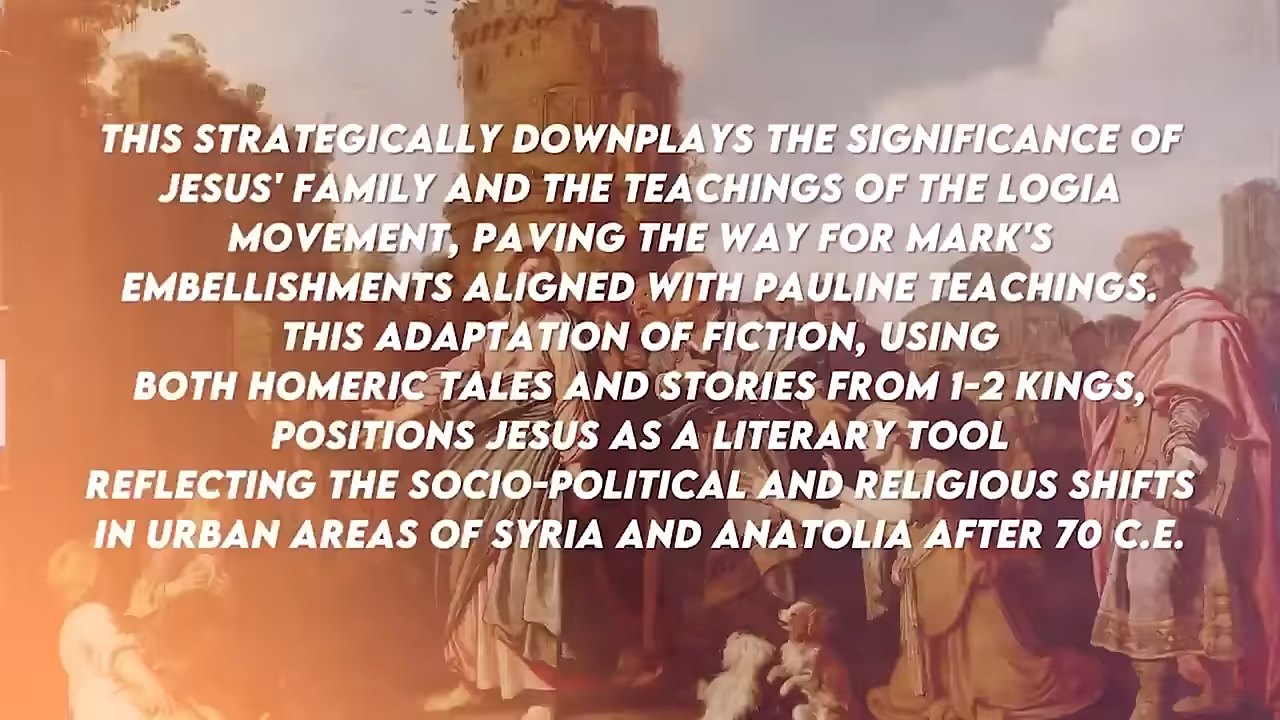 THIS STRATEGICALLY DOWNPLAYS THE SIGNIFICANCE OF
JESUS' FAMILY AND THE TEACHINGS OF THE LOGIA
MOVEMENT, PAVING THE WAY FOR MARK'S
EMBELLISHMENTS ALIGNED WITH PAULINE TEACHINGS.
THIS ADAPTATION OF FICTION, USING
BOTH HOMERIC TALES AND STORIES FROM 1-2 KINGS,
POSITIONS JESUS AS A LITERARY TOOL
REFLECTING THE SOCIO-POLITICAL AND RELIGIOUS SHIFTS
IN URBAN AREAS OF SYRIA AND ANATOLIA AFTER 70 C.E.